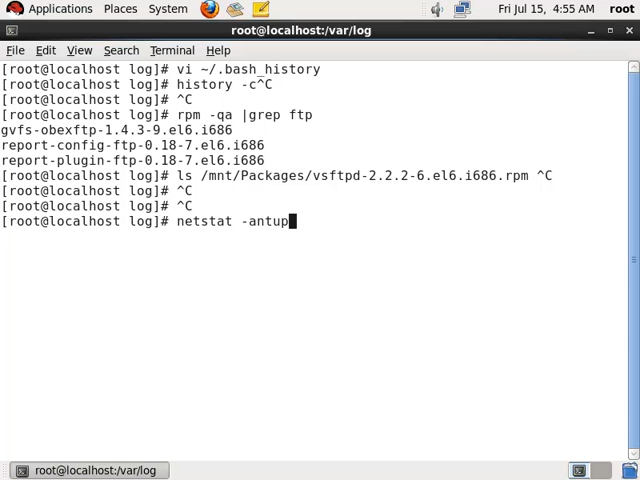 Applications Places System Fri Jul 15, 4:55 AM root
root@localhost:/var/log
File Edit View Search Terminal Help
[root@localhost log]# vi ~/.bash_history
[root@localhost log]# history -c^C
[root@localhost log]# ^C
[root@localhost log]# rpm -qa |grep ftp
gvfs-obexftp-1.4.3-9.el6.i686
report-config-ftp-0.18-7.el6.i686
report-plugin-ftp-0.18-7.el6.i686
[root@localhost log]# ls /mnt/Packages/vsftpd-2.2.2-6.el6.i686.rpm ^C
[root@localhost log]# ^C
[root@localhost log]# ^C
[root@localhost log]# netstat -antup
root@localhost:/var/log